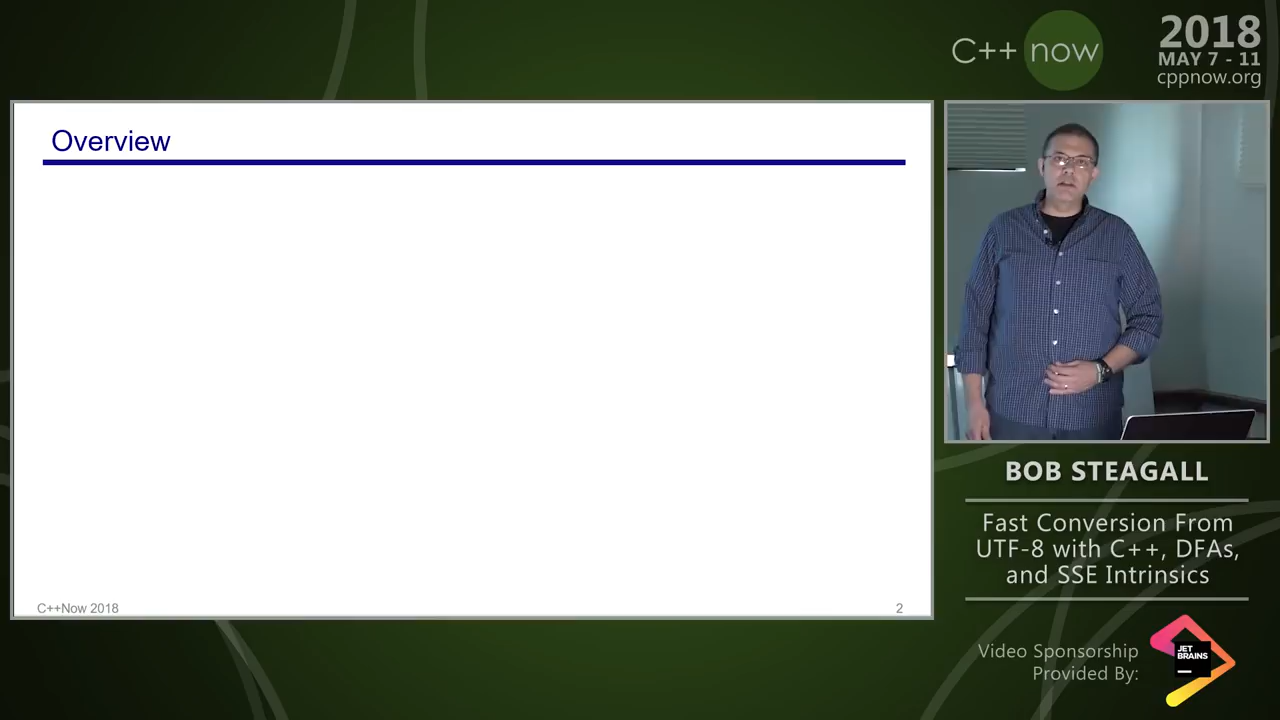 C++ now
2018
MAY 7 - 11
cppnow.org
Overview
C++Now 2018
2
BOB STEAGALL
Fast Conversion From
UTF-8 with C++, DFAs,
and SSE Intrinsics
Video Sponsorship
Provided By:
JET
BRAINS